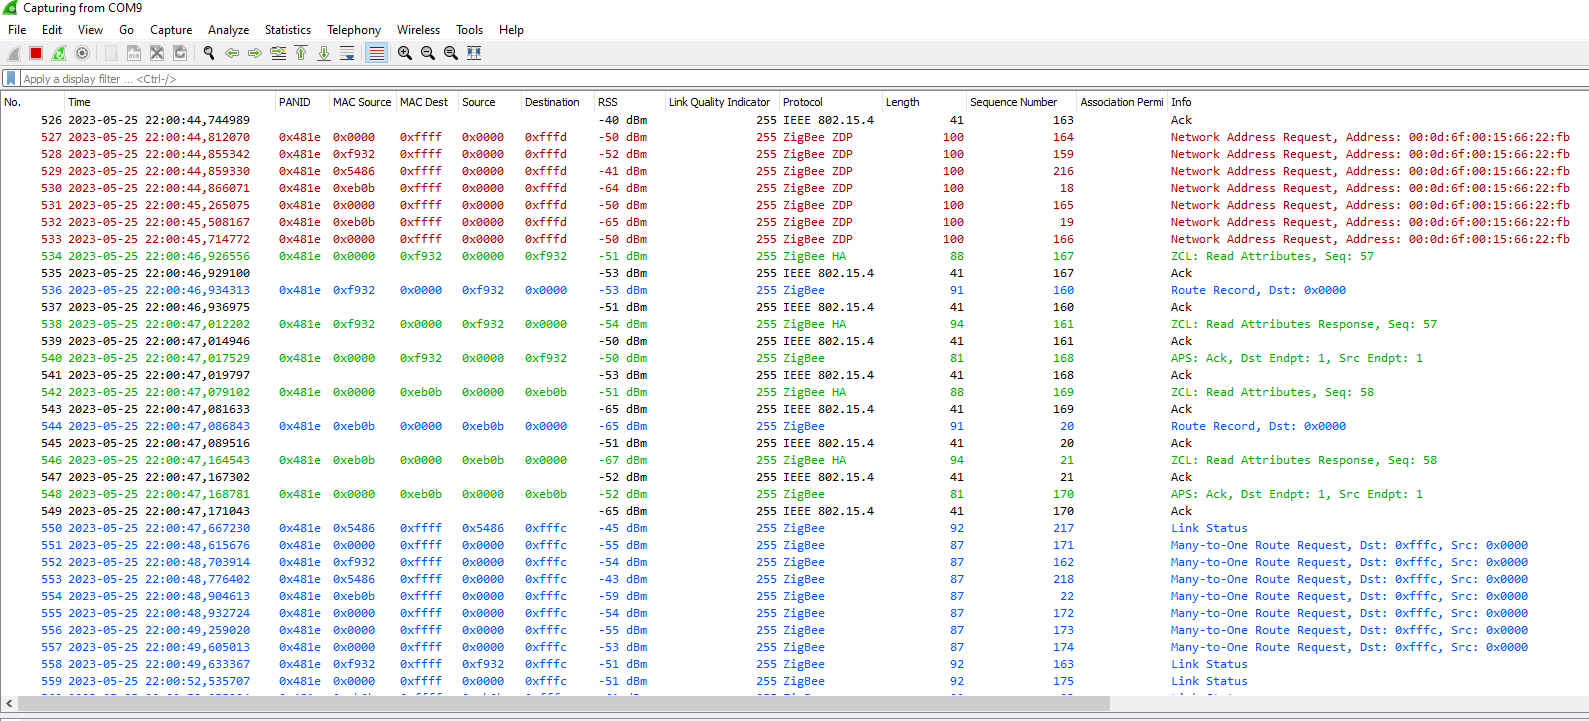 Capturing from COM9
File Edit View Go Capture Analyze Statistics Telephony Wireless Tools Help
Apply a display filter ... <Ctrl-/>
No. Time PANID MAC Source MAC Dest Source Destination RSS Link Quality Indicator Protocol Length Sequence Number Association Permi Info
526 2023-05-25 22:00:44,744989 -40 dBm 255 IEEE 802.15.4 41 163 Ack
527 2023-05-25 22:00:44,812070 0x481e 0x0000 0xffff 0x0000 0xfffd -50 dBm 255 ZigBee ZDP 100 164 Network Address Request, Address: 00:0d:6f:00:15:66:22:fb
528 2023-05-25 22:00:44,855342 0x481e 0xf932 0xffff 0x0000 0xfffd -52 dBm 255 ZigBee ZDP 100 159 Network Address Request, Address: 00:0d:6f:00:15:66:22:fb
529 2023-05-25 22:00:44,859330 0x481e 0x5486 0xffff 0x0000 0xfffd -41 dBm 255 ZigBee ZDP 100 216 Network Address Request, Address: 00:0d:6f:00:15:66:22:fb
530 2023-05-25 22:00:44,866071 0x481e 0xeb0b 0xffff 0x0000 0xfffd -64 dBm 255 ZigBee ZDP 100 18 Network Address Request, Address: 00:0d:6f:00:15:66:22:fb
531 2023-05-25 22:00:45,265075 0x481e 0x0000 0xffff 0x0000 0xfffd -50 dBm 255 ZigBee ZDP 100 165 Network Address Request, Address: 00:0d:6f:00:15:66:22:fb
532 2023-05-25 22:00:45,508167 0x481e 0xeb0b 0xffff 0x0000 0xfffd -65 dBm 255 ZigBee ZDP 100 19 Network Address Request, Address: 00:0d:6f:00:15:66:22:fb
533 2023-05-25 22:00:45,714772 0x481e 0x0000 0xffff 0x0000 0xfffd -50 dBm 255 ZigBee ZDP 100 166 Network Address Request, Address: 00:0d:6f:00:15:66:22:fb
534 2023-05-25 22:00:46,926556 0x481e 0x0000 0xf932 0x0000 0xf932 -51 dBm 255 ZigBee HA 88 167 ZCL: Read Attributes, Seq: 57
535 2023-05-25 22:00:46,929100 -53 dBm 255 IEEE 802.15.4 41 167 Ack
536 2023-05-25 22:00:46,934313 0x481e 0xf932 0x0000 0xf932 0x0000 -53 dBm 255 ZigBee 91 160 Route Record, Dst: 0x0000
537 2023-05-25 22:00:46,936975 -51 dBm 255 IEEE 802.15.4 41 160 Ack
538 2023-05-25 22:00:47,012202 0x481e 0xf932 0x0000 0xf932 0x0000 -54 dBm 255 ZigBee HA 94 161 ZCL: Read Attributes Response, Seq: 57
539 2023-05-25 22:00:47,014946 -50 dBm 255 IEEE 802.15.4 41 161 Ack
540 2023-05-25 22:00:47,017529 0x481e 0x0000 0xf932 0x0000 0xf932 -50 dBm 255 ZigBee 81 168 APS: Ack, Dst Endpt: 1, Src Endpt: 1
541 2023-05-25 22:00:47,019797 -53 dBm 255 IEEE 802.15.4 41 168 Ack
542 2023-05-25 22:00:47,079102 0x481e 0x0000 0xeb0b 0x0000 0xeb0b -51 dBm 255 ZigBee HA 88 169 ZCL: Read Attributes, Seq: 58
543 2023-05-25 22:00:47,081633 -65 dBm 255 IEEE 802.15.4 41 169 Ack
544 2023-05-25 22:00:47,086843 0x481e 0xeb0b 0x0000 0xeb0b 0x0000 -65 dBm 255 ZigBee 91 20 Route Record, Dst: 0x0000
545 2023-05-25 22:00:47,089516 -51 dBm 255 IEEE 802.15.4 41 20 Ack
546 2023-05-25 22:00:47,164543 0x481e 0xeb0b 0x0000 0xeb0b 0x0000 -67 dBm 255 ZigBee HA 94 21 ZCL: Read Attributes Response, Seq: 58
547 2023-05-25 22:00:47,167302 -52 dBm 255 IEEE 802.15.4 41 21 Ack
548 2023-05-25 22:00:47,168781 0x481e 0x0000 0xeb0b 0x0000 0xeb0b -52 dBm 255 ZigBee 81 170 APS: Ack, Dst Endpt: 1, Src Endpt: 1
549 2023-05-25 22:00:47,171043 -65 dBm 255 IEEE 802.15.4 41 170 Ack
550 2023-05-25 22:00:47,667230 0x481e 0x5486 0xffff 0x5486 0xfffc -45 dBm 255 ZigBee 92 217 Link Status
551 2023-05-25 22:00:48,615676 0x481e 0x0000 0xffff 0x0000 0xfffc -55 dBm 255 ZigBee 87 171 Many-to-One Route Request, Dst: 0xfffc, Src: 0x0000
552 2023-05-25 22:00:48,703914 0x481e 0xf932 0xffff 0x0000 0xfffc -54 dBm 255 ZigBee 87 162 Many-to-One Route Request, Dst: 0xfffc, Src: 0x0000
553 2023-05-25 22:00:48,776402 0x481e 0x5486 0xffff 0x0000 0xfffc -43 dBm 255 ZigBee 87 218 Many-to-One Route Request, Dst: 0xfffc, Src: 0x0000
554 2023-05-25 22:00:48,904613 0x481e 0xeb0b 0xffff 0x0000 0xfffc -59 dBm 255 ZigBee 87 22 Many-to-One Route Request, Dst: 0xfffc, Src: 0x0000
555 2023-05-25 22:00:48,932724 0x481e 0x0000 0xffff 0x0000 0xfffc -54 dBm 255 ZigBee 87 172 Many-to-One Route Request, Dst: 0xfffc, Src: 0x0000
556 2023-05-25 22:00:49,259020 0x481e 0x0000 0xffff 0x0000 0xfffc -55 dBm 255 ZigBee 87 173 Many-to-One Route Request, Dst: 0xfffc, Src: 0x0000
557 2023-05-25 22:00:49,605013 0x481e 0x0000 0xffff 0x0000 0xfffc -53 dBm 255 ZigBee 87 174 Many-to-One Route Request, Dst: 0xfffc, Src: 0x0000
558 2023-05-25 22:00:49,633367 0x481e 0xf932 0xffff 0xf932 0xfffc -51 dBm 255 ZigBee 92 163 Link Status
559 2023-05-25 22:00:52,535707 0x481e 0x0000 0xffff 0x0000 0xfffc -51 dBm 255 ZigBee 92 175 Link Status